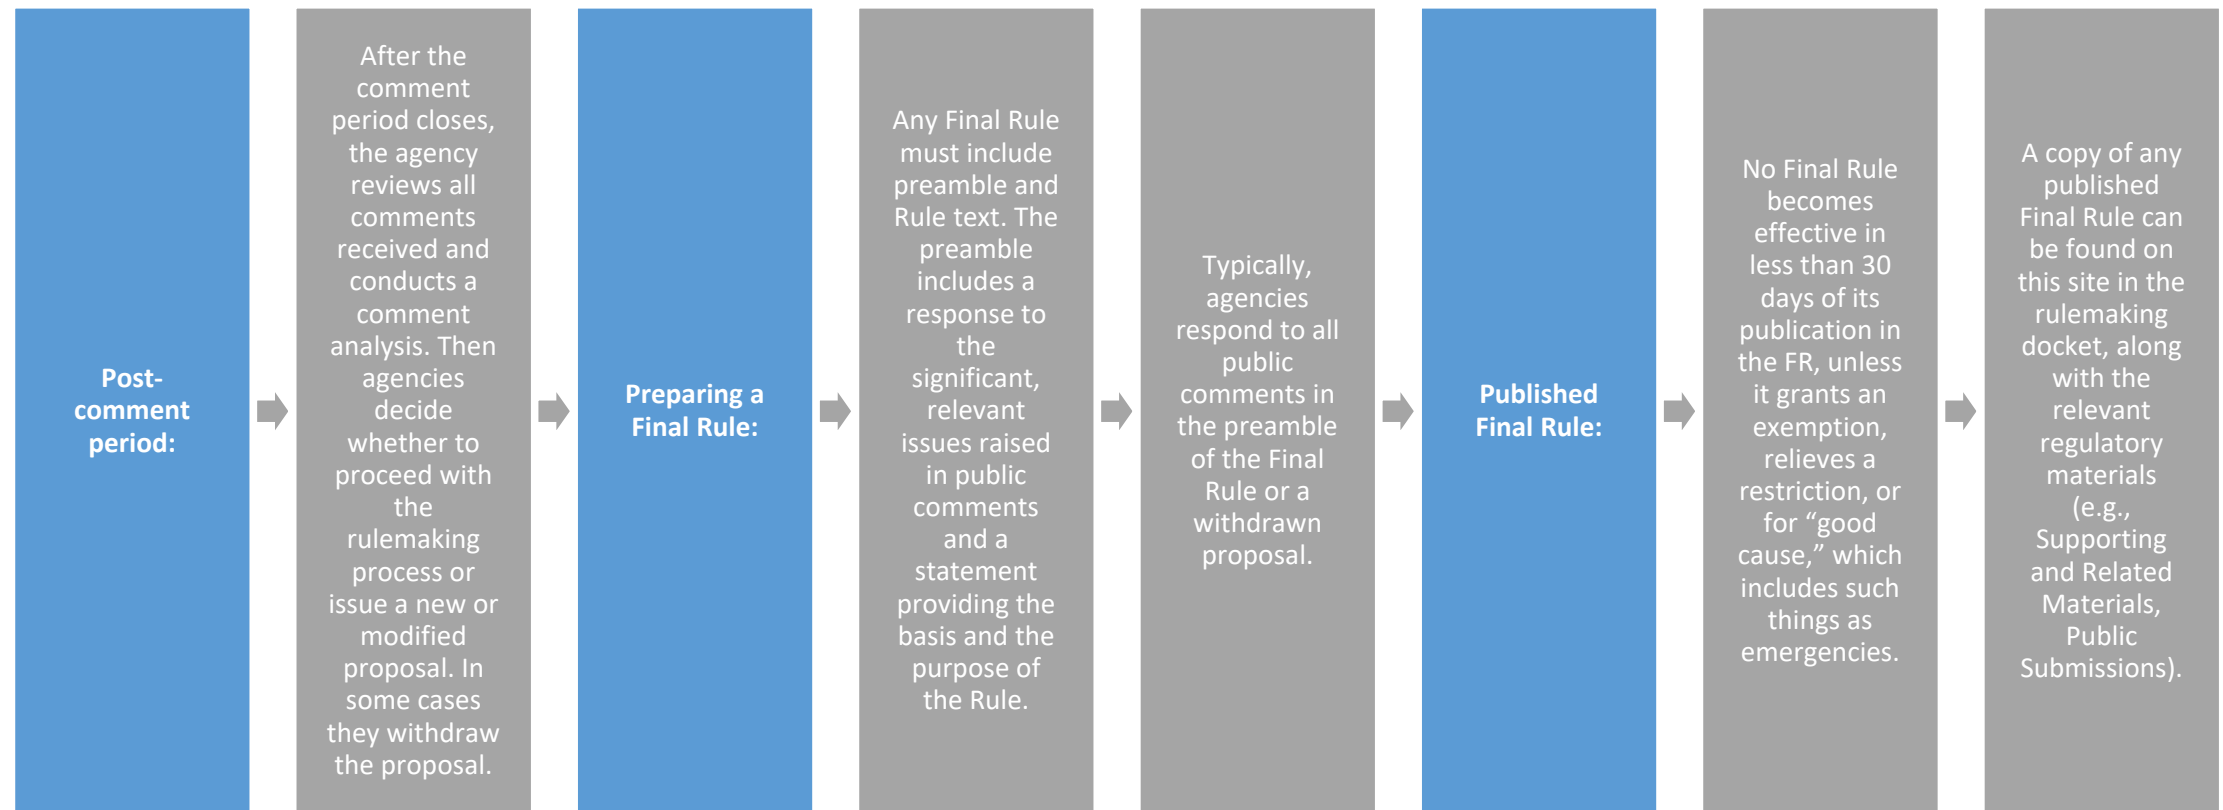 Post-
comment
period:
After the
comment
period closes,
the agency
reviews all
comments
received and
conducts a
comment
analysis. Then
agencies
decide
whether to
proceed with
the
rulemaking
process or
issue a new or
modified
proposal. In
some cases
they withdraw
the proposal.
Preparing a
Final Rule:
Any Final Rule
must include
preamble and
Rule text. The
preamble
includes a
response to
the
significant,
relevant
issues raised
in public
comments
and a
statement
providing the
basis and the
purpose of
the Rule.
Typically,
agencies
respond to all
public
comments in
the preamble
of the Final
Rule or a
withdrawn
proposal.
Published
Final Rule:
No Final Rule
becomes
effective in
less than 30
days of its
publication in
the FR, unless
it grants an
exemption,
relieves a
restriction, or
for “good
cause,” which
includes such
things as
emergencies.
A copy of any
published
Final Rule can
be found on
this site in the
rulemaking
docket, along
with the
relevant
regulatory
materials
(e.g.,
Supporting
and Related
Materials,
Public
Submissions).